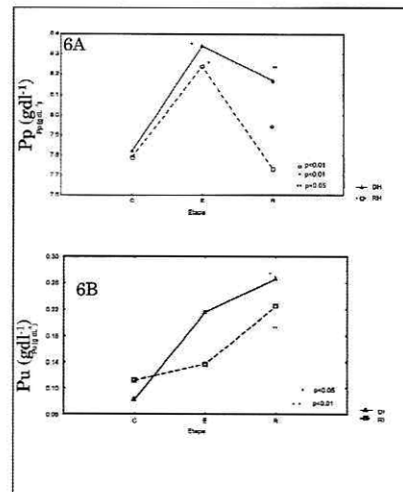 6A
Pp (gdl-1)
8.4
8.3
8.2
8.1
8.0
7.9
7.8
7.7
7.6
C
E
R
Etapa
p<0.05
p<0.01
p<0.05
DH
RH
6B
Pu (gdl-1)
0.30
0.26
0.22
0.18
0.14
0.10
0.06
C
E
R
Etapa
p<0.05
p<0.01